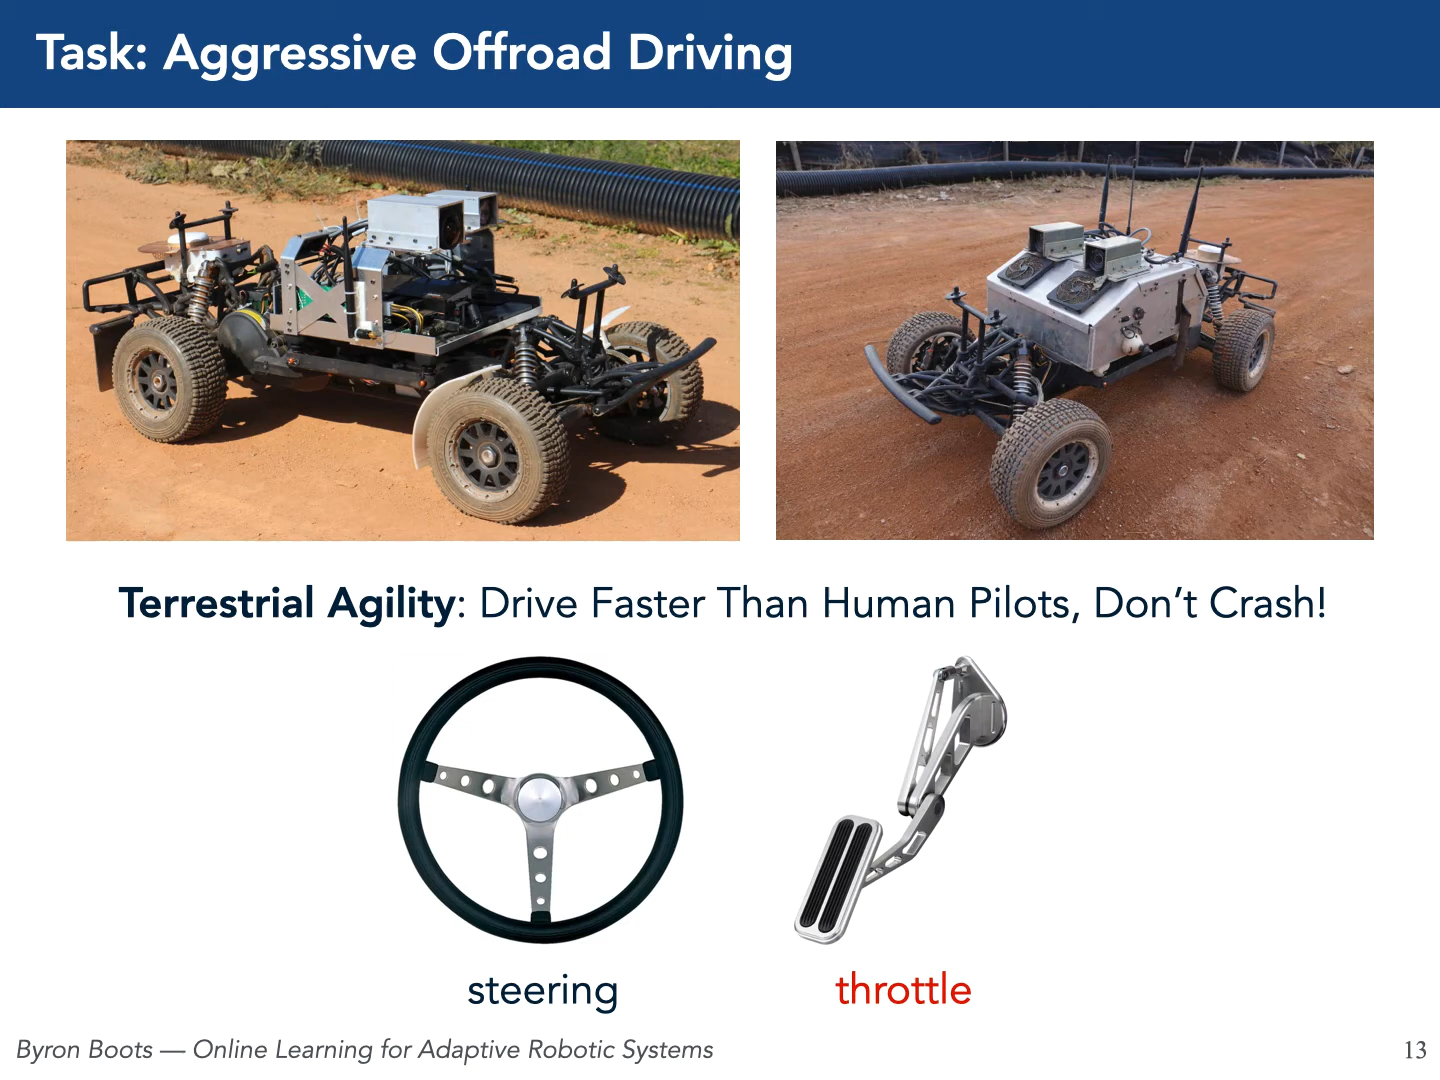 Task: Aggressive Offroad Driving
Terrestrial Agility: Drive Faster Than Human Pilots, Don’t Crash!
steering
throttle
Byron Boots — Online Learning for Adaptive Robotic Systems
13